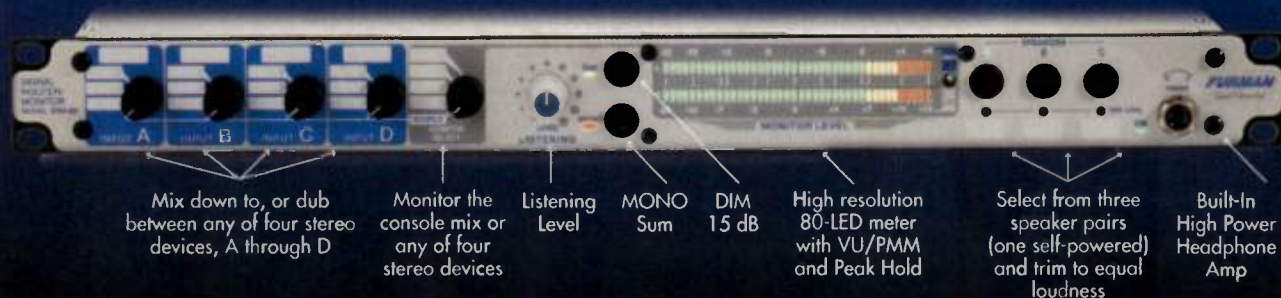 SPEAKERS
A B C
FURMAN
INPUT A INPUT B INPUT C INPUT D
LEVEL
LISTENING
MONITOR LEVEL
Mix down to, or dub
between any of four stereo
devices, A through D
Monitor the
console mix or
any of four
stereo devices
Listening
Level
MONO
Sum
DIM
15 dB
High resolution
80-LED meter
with VU/PMM
and Peak Hold
Select from three
speaker pairs
(one self-powered)
and trim to equal
loudness
Built-In
High Power
Headphone
Amp